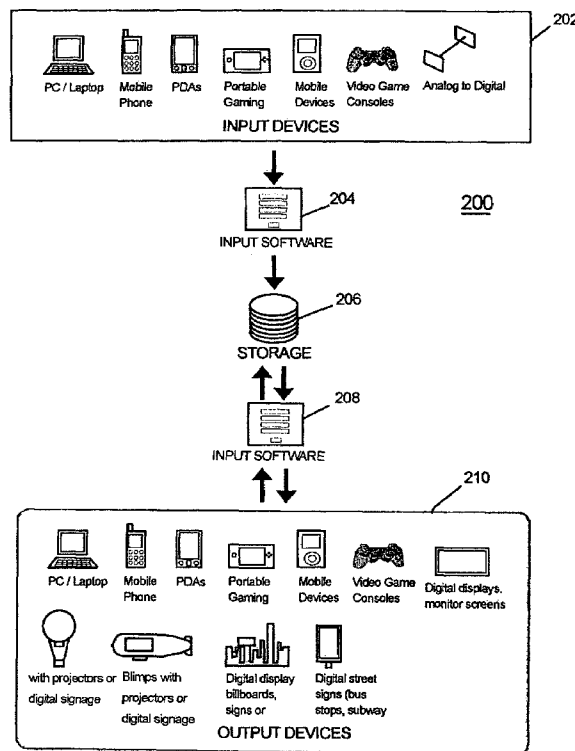 202
PC / Laptop
Mobile
Phone
PDAs
Portable
Gaming
Mobile
Devices
Video Game
Consoles
Analog to Digital
INPUT DEVICES
204
200
INPUT SOFTWARE
206
STORAGE
208
INPUT SOFTWARE
210
PC / Laptop
Mobile
Phone
PDAs
Portable
Gaming
Mobile
Devices
Video Game
Consoles
Digital displays,
monitor screens
with projectors or
digital signage
Blimps with
projectors or
digital signage
Digital display
billboards,
signs or
Digital street
signs (bus
stops, subway
OUTPUT DEVICES